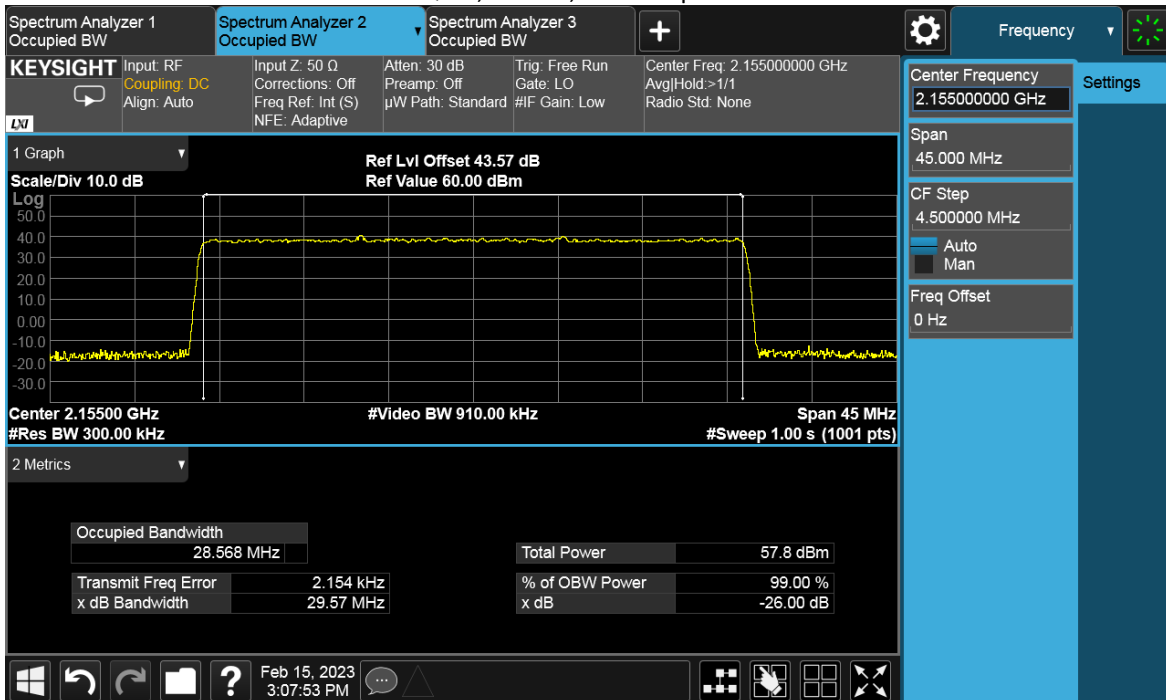 Spectrum Analyzer 1
Occupied BW
Spectrum Analyzer 2
Occupied BW
Spectrum Analyzer 3
Occupied BW
Frequency
KEYSIGHT
LXI
Input: RF
Coupling: DC
Align: Auto
Input Z: 50 Ω
Corrections: Off
Freq Ref: Int (S)
NFE: Adaptive
Atten: 30 dB
Preamp: Off
µW Path: Standard
Trig: Free Run
Gate: LO
#IF Gain: Low
Center Freq: 2.155000000 GHz
Avg|Hold:>1/1
Radio Std: None
Center Frequency
2.155000000 GHz
Settings
Span
45.000 MHz
CF Step
4.500000 MHz
Auto
Man
Freq Offset
0 Hz
1 Graph
Scale/Div 10.0 dB
Ref Lvl Offset 43.57 dB
Ref Value 60.00 dBm
Log
50.0
40.0
30.0
20.0
10.0
0.00
-10.0
-20.0
-30.0
Center 2.15500 GHz
#Res BW 300.00 kHz
#Video BW 910.00 kHz
Span 45 MHz
#Sweep 1.00 s (1001 pts)
2 Metrics
Occupied Bandwidth
28.568 MHz
Total Power 57.8 dBm
Transmit Freq Error 2.154 kHz
% of OBW Power 99.00 %
x dB Bandwidth 29.57 MHz
x dB -26.00 dB
Feb 15, 2023
3:07:53 PM